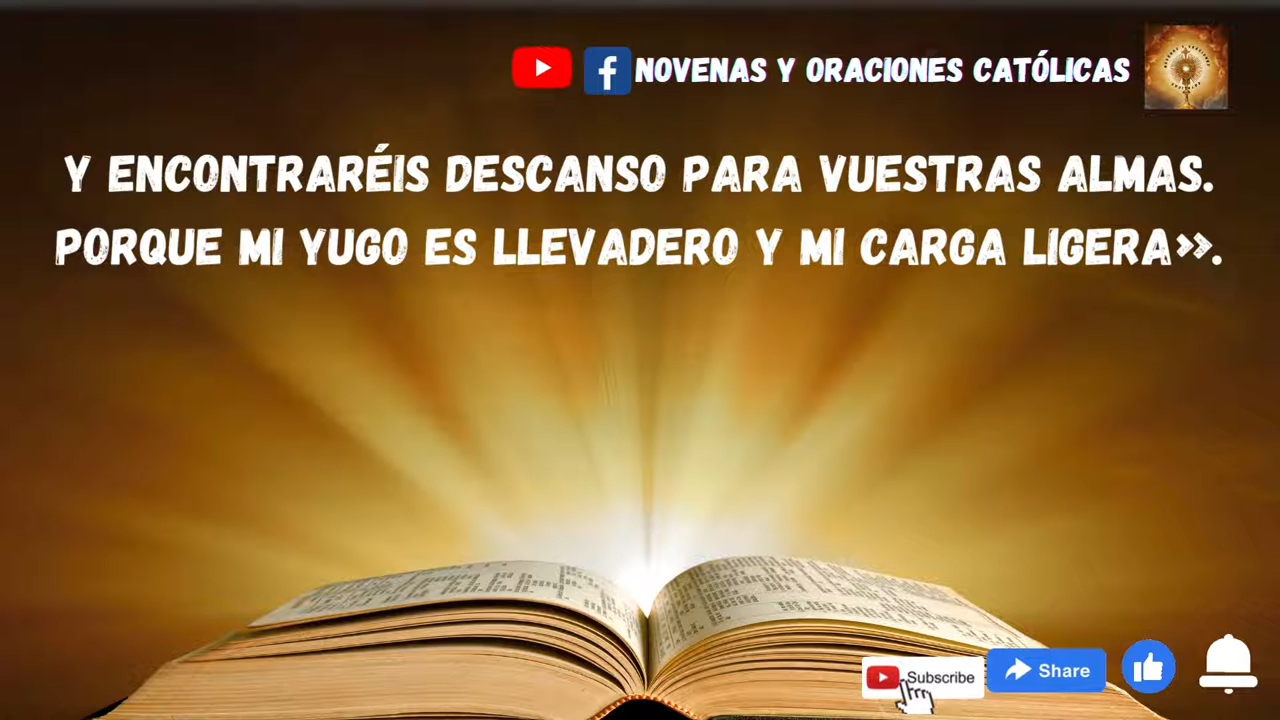 NOVENAS Y ORACIONES CATÓLICAS
Y ENCONTRARÉIS DESCANSO PARA VUESTRAS ALMAS.
PORQUE MI YUGO ES LLEVADERO Y MI CARGA LIGERA».
Subscribe
Share